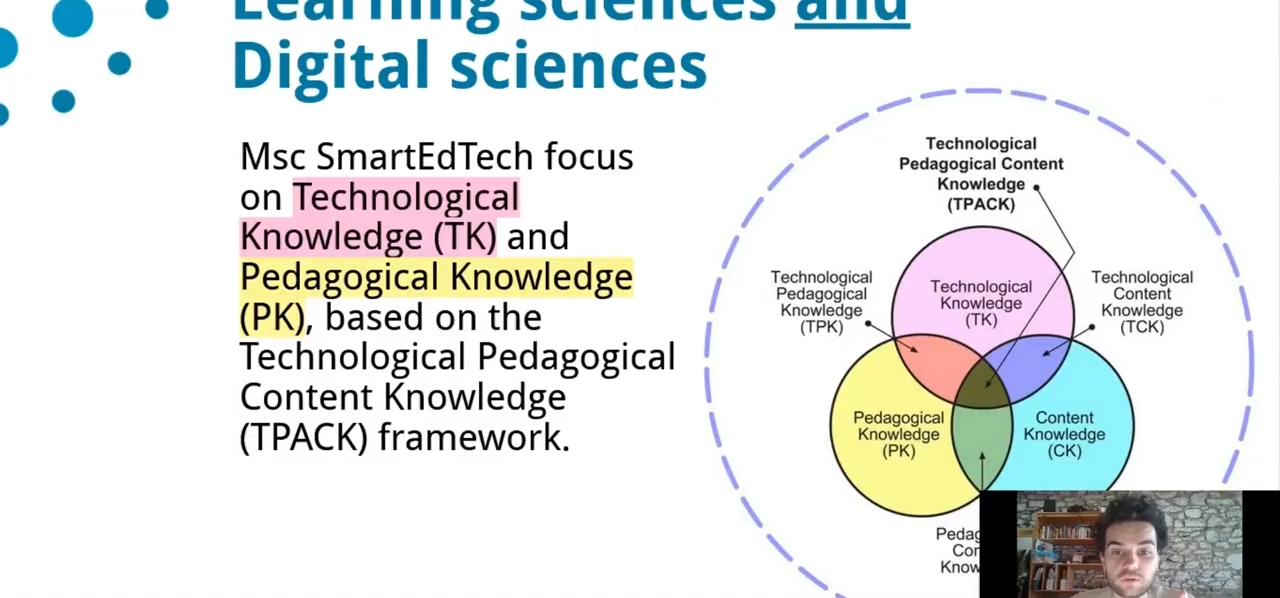 Learning sciences and
Digital sciences
Msc SmartEdTech focus
on Technological
Knowledge (TK) and
Pedagogical Knowledge
(PK), based on the
Technological Pedagogical
Content Knowledge
(TPACK) framework.
Technological
Pedagogical Content
Knowledge
(TPACK)
Technological
Pedagogical
Knowledge
(TPK)
Technological
Knowledge
(TK)
Technological
Content
Knowledge
(TCK)
Pedagogical
Knowledge
(PK)
Content
Knowledge
(CK)